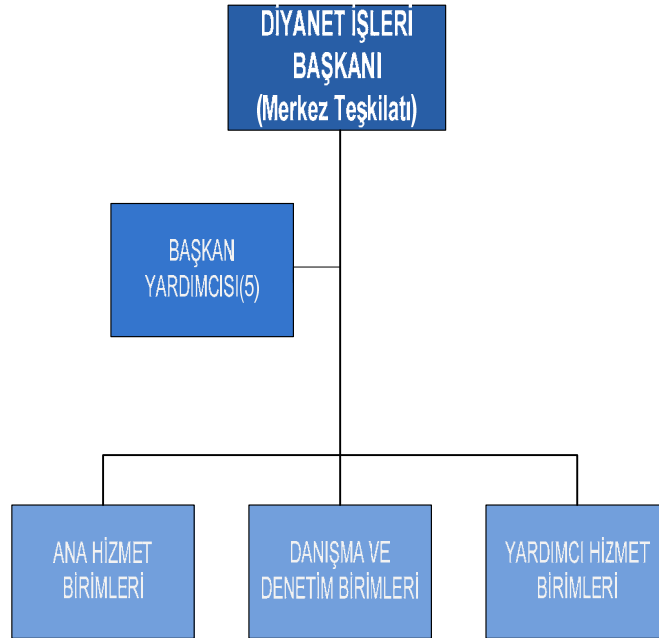 DİYANET İŞLERİ
BAŞKANI
(Merkez Teşkilatı)
BAŞKAN
YARDIMCISI(5)
ANA HİZMET
BİRİMLERİ
DANIŞMA VE
DENETİM BİRİMLERİ
YARDIMCI HİZMET
BİRİMLERİ